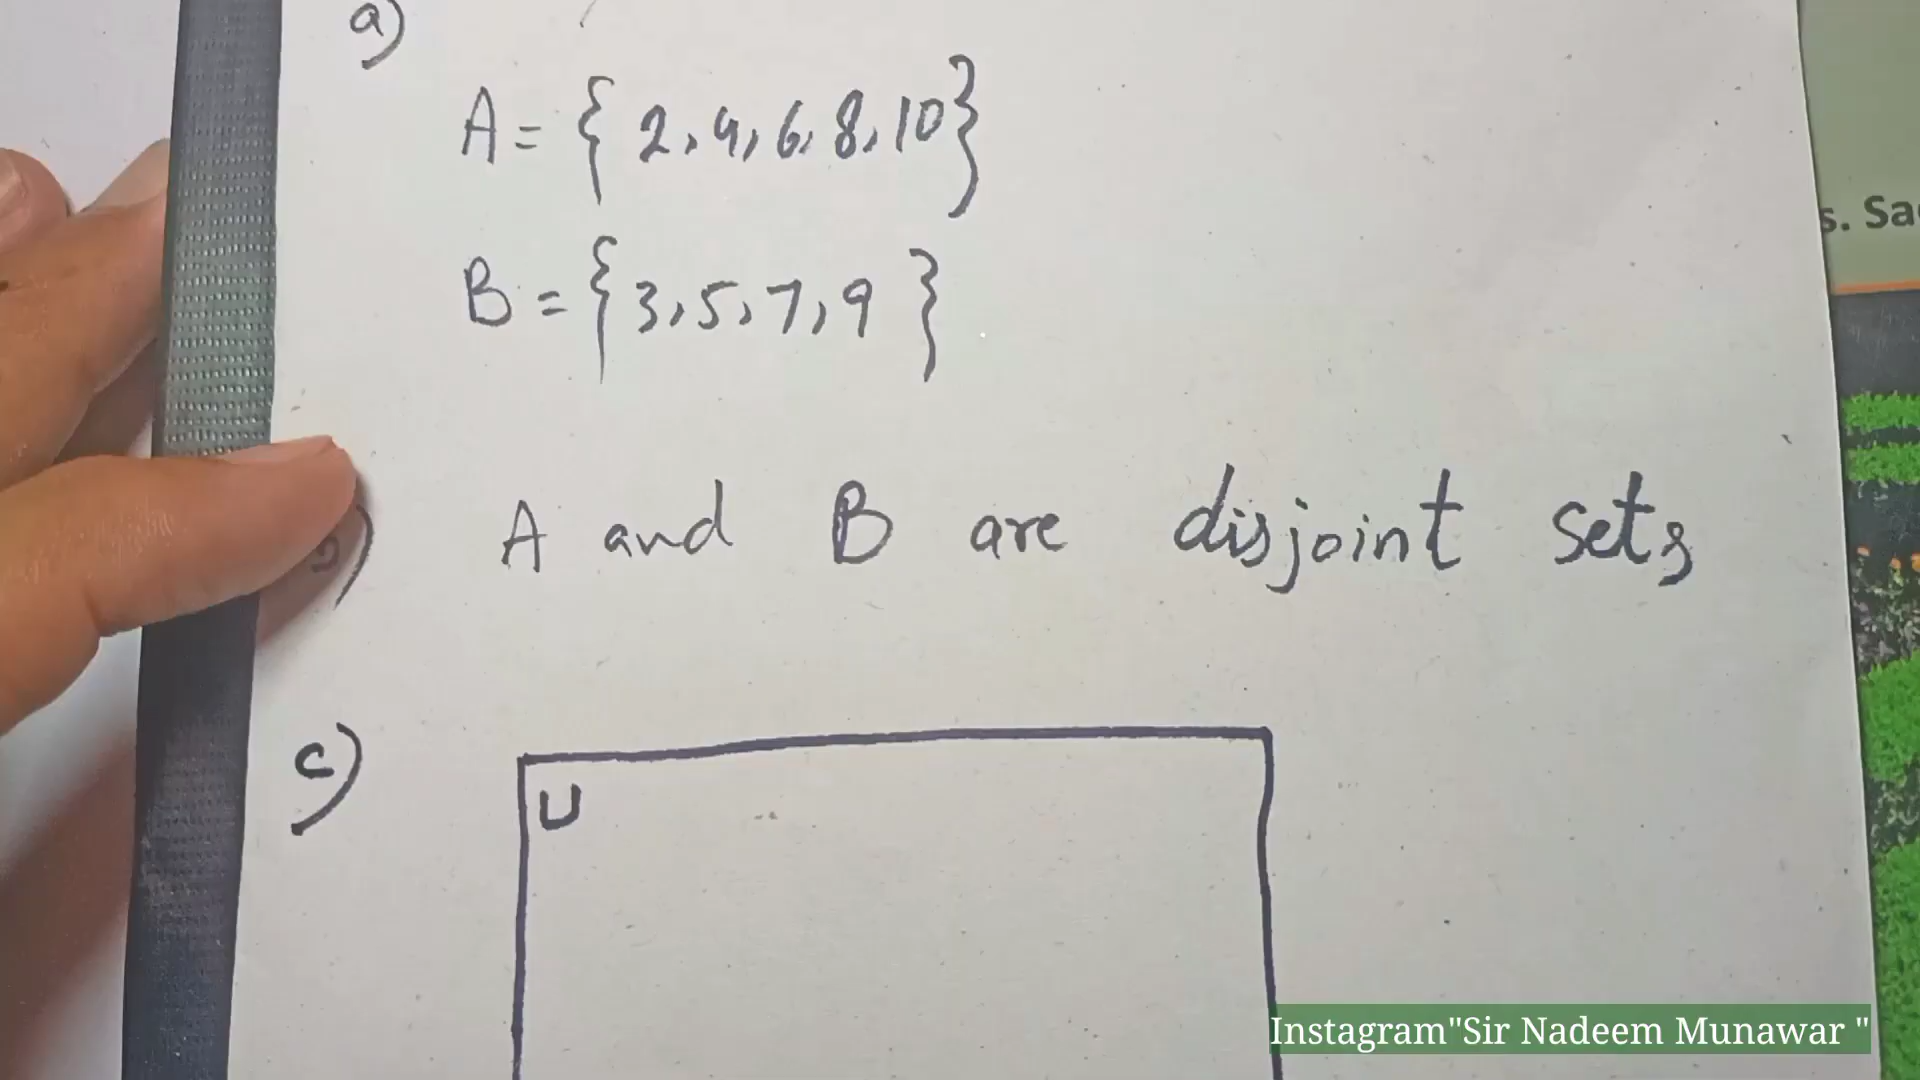 a)
A = { 2, 4, 6, 8, 10}
B = { 3, 5, 7, 9 }
A and B are disjoint sets
c)
U
s. Sa
Instagram"Sir Nadeem Munawar "